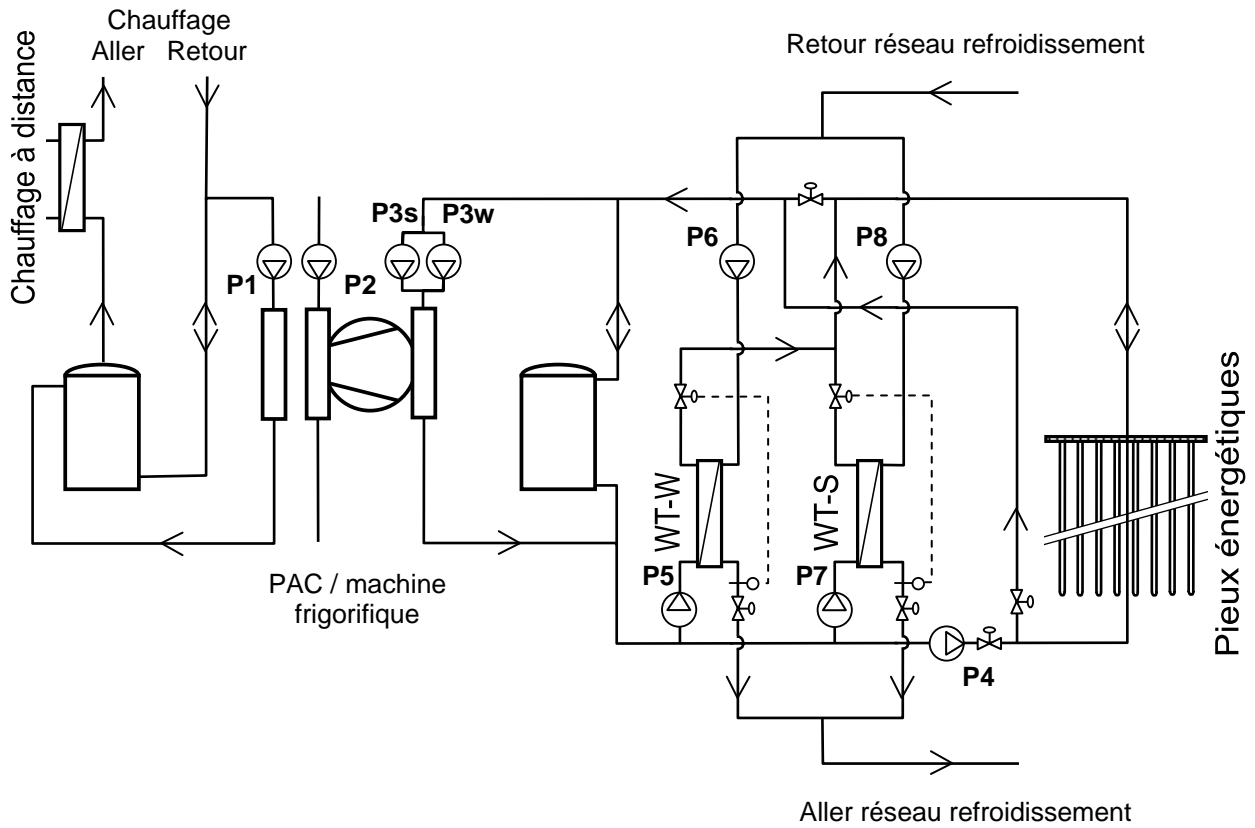 Chauffage
Aller Retour
Chauffage à distance
Retour réseau refroidissement
P3s P3w
P6
P8
P1
P2
WT-W
WT-S
Pieux énergétiques
P5
P7
PAC / machine
frigorifique
P4
Aller réseau refroidissement